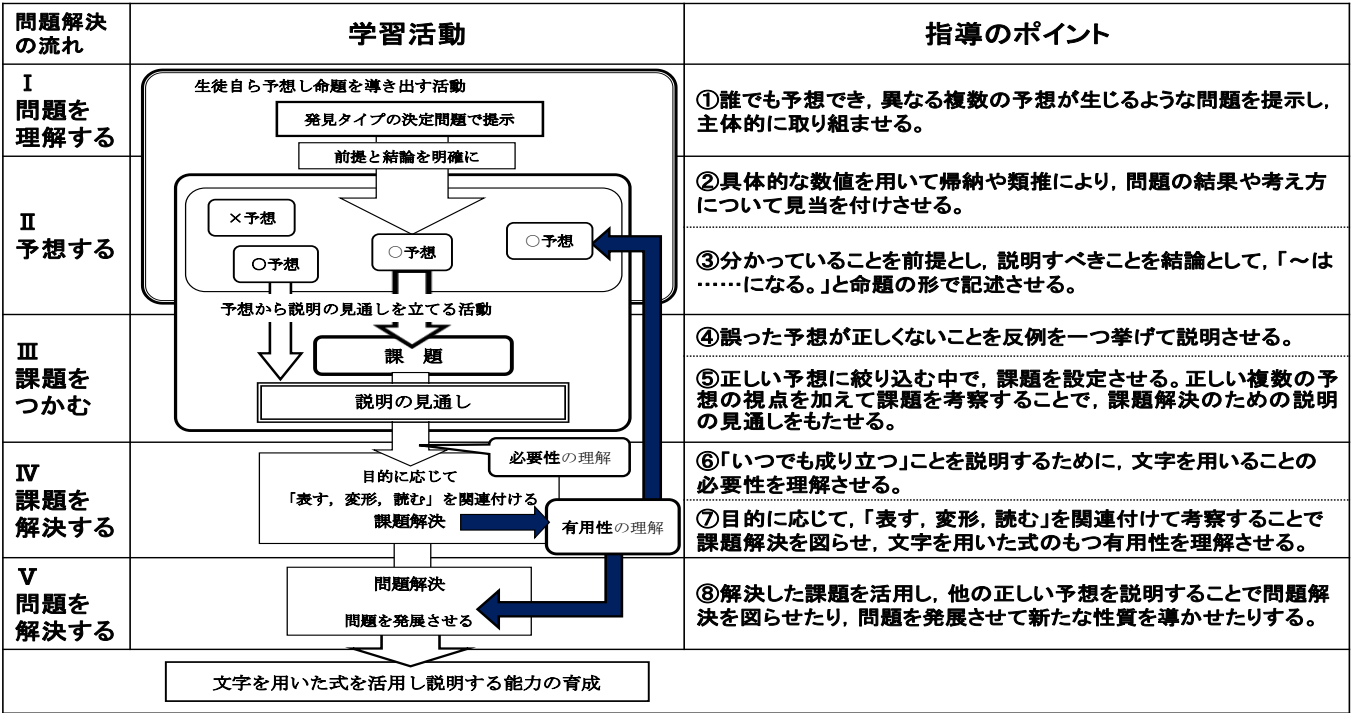 問題解決
の流れ
学習活動
指導のポイント
Ⅰ
問題を
理解する
生徒自ら予想し命題を導き出す活動
発見タイプの決定問題で提示
前提と結論を明確に
①誰でも予想でき，異なる複数の予想が生じるような問題を提示し，
主体的に取り組ませる。
Ⅱ
予想する
×予想
〇予想
○予想
○予想
予想から説明の見通しを立てる活動
②具体的な数値を用いて帰納や類推により，問題の結果や考え方
について見当を付けさせる。
③分かっていることを前提とし，説明すべきことを結論として，「～は
……になる。」と命題の形で記述させる。
Ⅲ
課題を
つかむ
課 題
説明の見通し
④誤った予想が正しくないことを反例を一つ挙げて説明させる。
⑤正しい予想に絞り込む中で，課題を設定させる。正しい複数の予
想の視点を加えて課題を考察することで，課題解決のための説明
の見通しをもたせる。
Ⅳ
課題を
解決する
必要性の理解
目的に応じて
「表す，変形，読む」を関連付ける
課題解決
有用性の理解
⑥「いつでも成り立つ」ことを説明するために，文字を用いることの
必要性を理解させる。
⑦目的に応じて，「表す，変形，読む」を関連付けて考察することで
課題解決を図らせ，文字を用いた式のもつ有用性を理解させる。
Ⅴ
問題を
解決する
問題解決
問題を発展させる
⑧解決した課題を活用し，他の正しい予想を説明することで問題解
決を図らせたり，問題を発展させて新たな性質を導かせたりする。
文字を用いた式を活用し説明する能力の育成